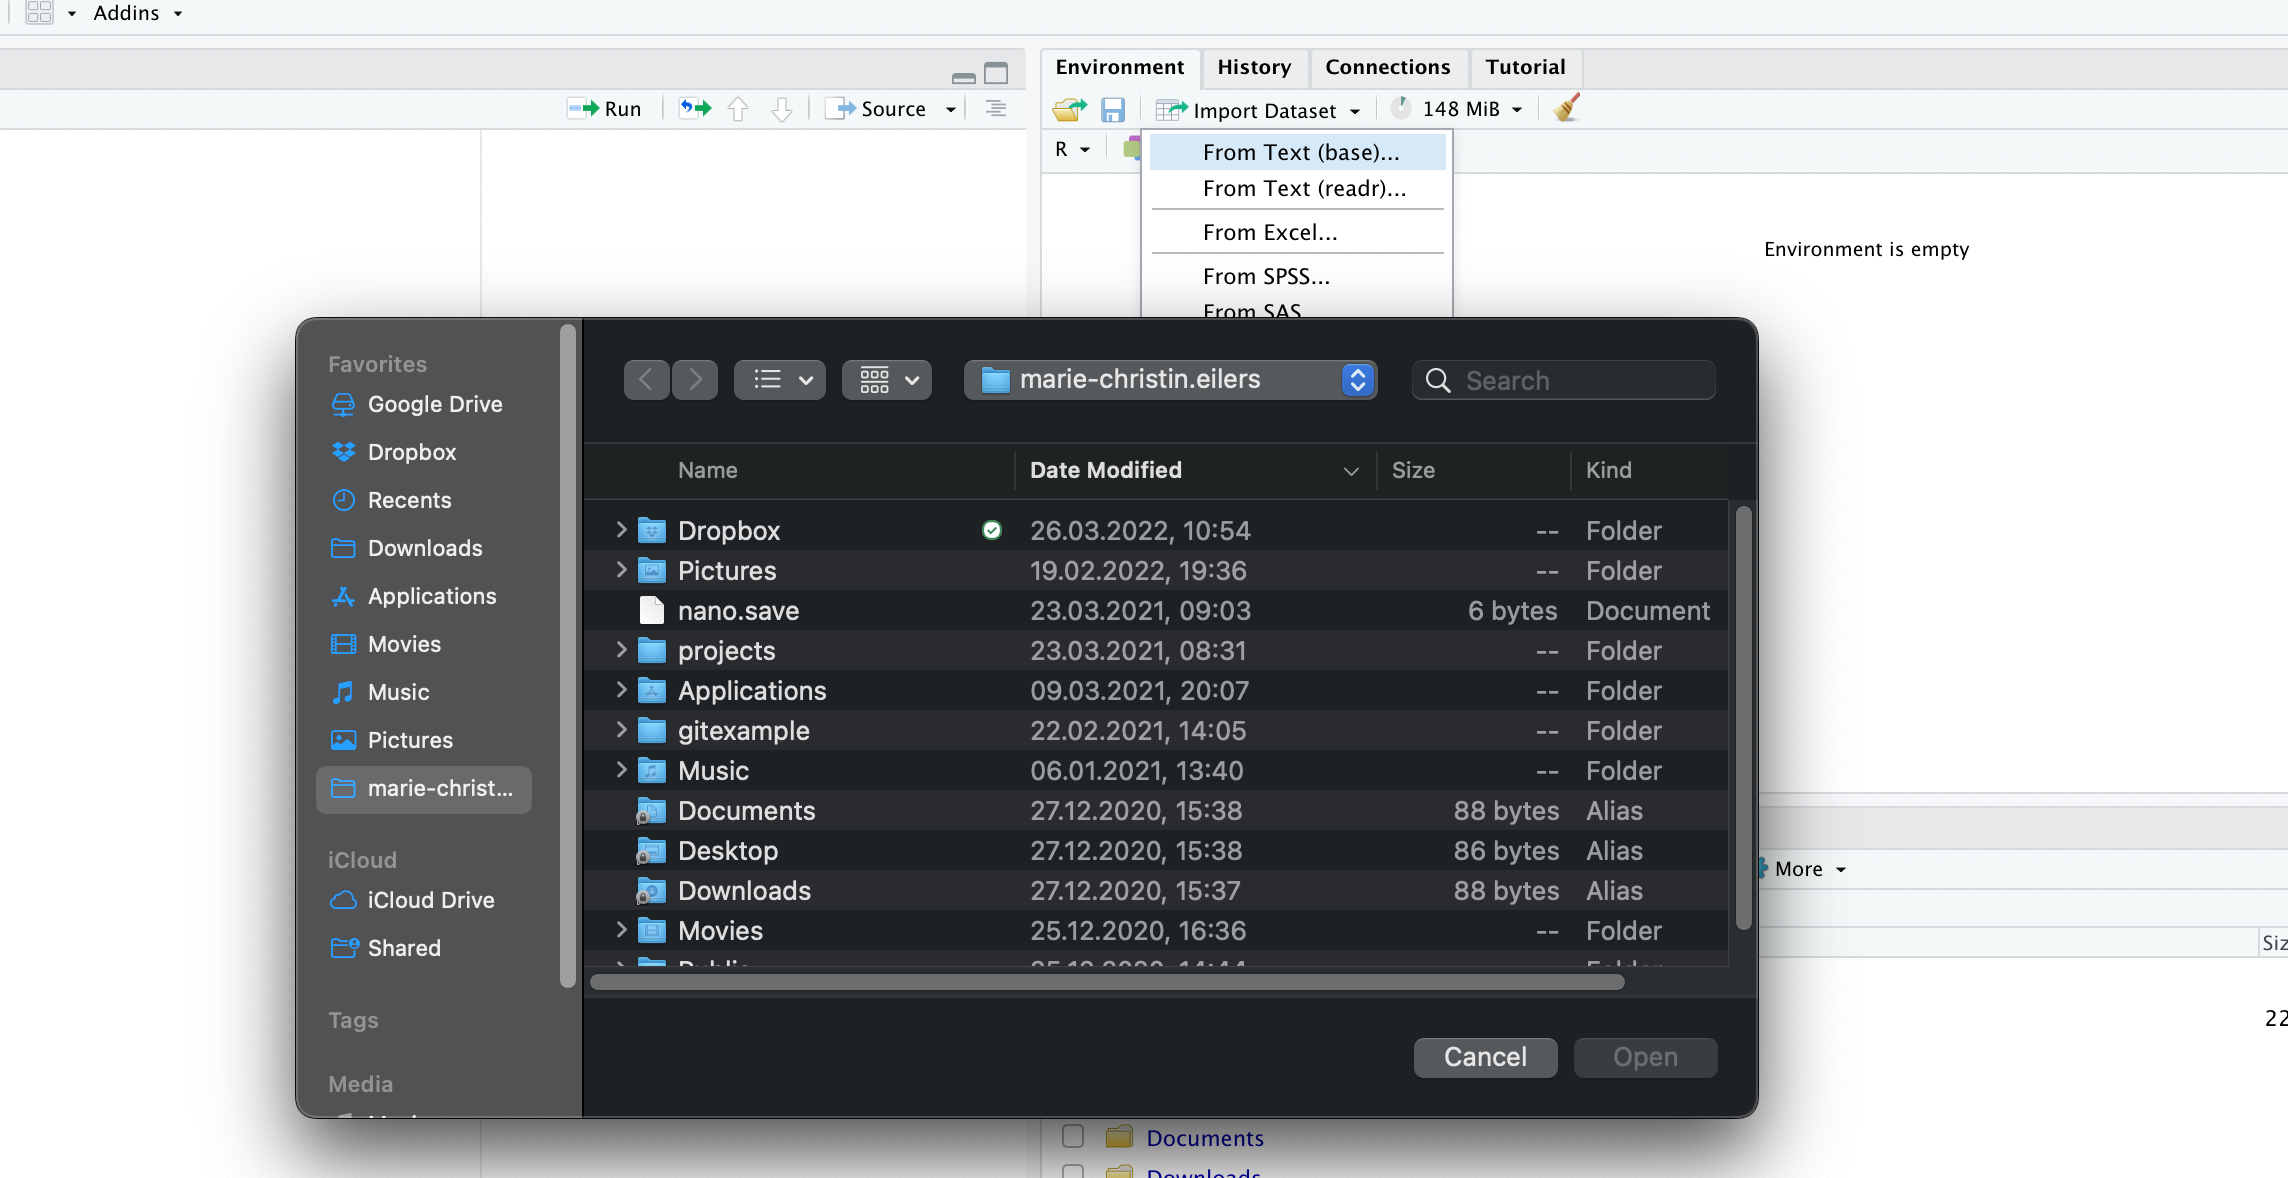 Addins
Environment History Connections Tutorial
Run Source Import Dataset 148 MiB
R
From Text (base)...
From Text (readr)...
From Excel...
From SPSS...
From SAS
Environment is empty
Favorites
Google Drive
Dropbox
Recents
Downloads
Applications
Movies
Music
Pictures
marie-christ...
iCloud
iCloud Drive
Shared
Tags
Media
marie-christin.eilers Search
Name Date Modified Size Kind
Dropbox 26.03.2022, 10:54 -- Folder
Pictures 19.02.2022, 19:36 -- Folder
nano.save 23.03.2021, 09:03 6 bytes Document
projects 23.03.2021, 08:31 -- Folder
Applications 09.03.2021, 20:07 -- Folder
gitexample 22.02.2021, 14:05 -- Folder
Music 06.01.2021, 13:40 -- Folder
Documents 27.12.2020, 15:38 88 bytes Alias
Desktop 27.12.2020, 15:38 86 bytes Alias
Downloads 27.12.2020, 15:37 88 bytes Alias
Movies 25.12.2020, 16:36 -- Folder
Cancel Open
More
Siz
22
Documents
Downloads